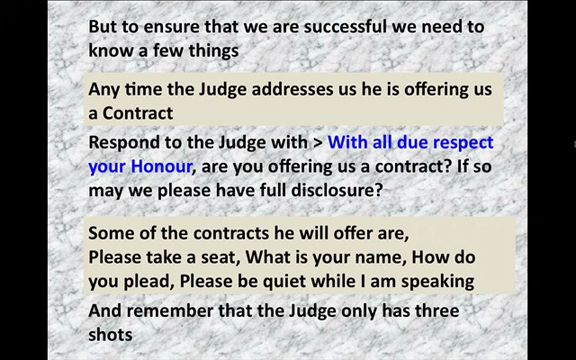 But to ensure that we are successful we need to
know a few things
Any time the Judge addresses us he is offering us
a Contract
Respond to the Judge with > With all due respect
your Honour, are you offering us a contract? If so
may we please have full disclosure?
Some of the contracts he will offer are,
Please take a seat, What is your name, How do
you plead, Please be quiet while I am speaking
And remember that the Judge only has three
shots